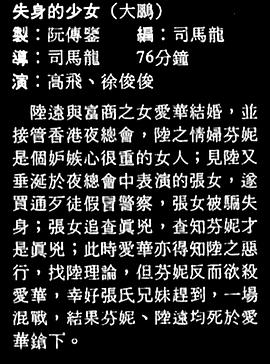 失身的少女（大鵬）
製：阮傳鑒　編：司馬龍
導：司馬龍　76分鐘
演：高飛、徐俊俊
陸遠與富商之女愛華結婚，並
接管香港夜總會，陸之情婦芬妮
是個妒嫉心很重的女人；見陸又
垂涎於夜總會中表演的張女，遂
買通歹徒假冒警察，張女被騙失
身；張女追查眞兇，查知芬妮才
是眞兇；此時愛華亦得知陸之惡
行，找陸理論，但芬妮反而欲殺
愛華，幸好張氏兄妹趕到，一場
混戰，結果芬妮、陸遠均死於愛
華鎗下。